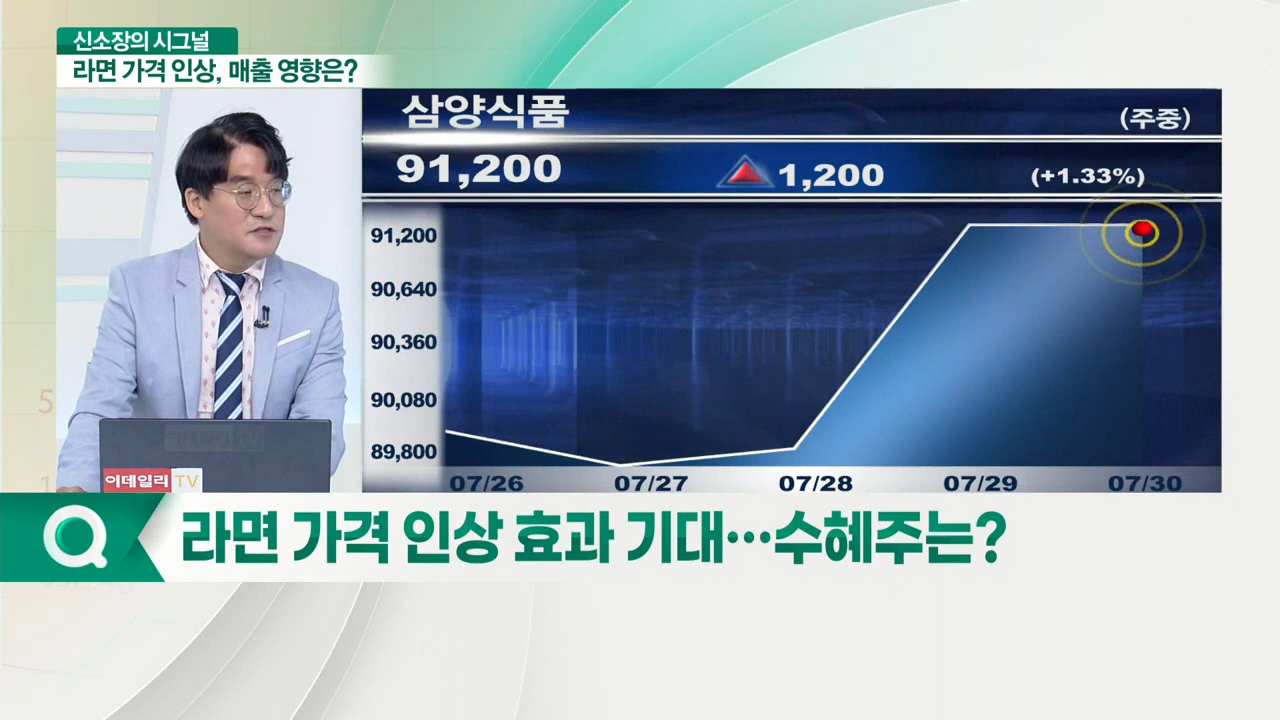 신소장의 시그널
라면 가격 인상, 매출 영향은?
삼양식품
(주중)
91,200
1,200
(+1.33%)
91,200
90,640
90,360
90,080
89,800
07/26 07/27 07/28 07/29 07/30
이데일리TV
Q
라면 가격 인상 효과 기대…수혜주는?
5
1